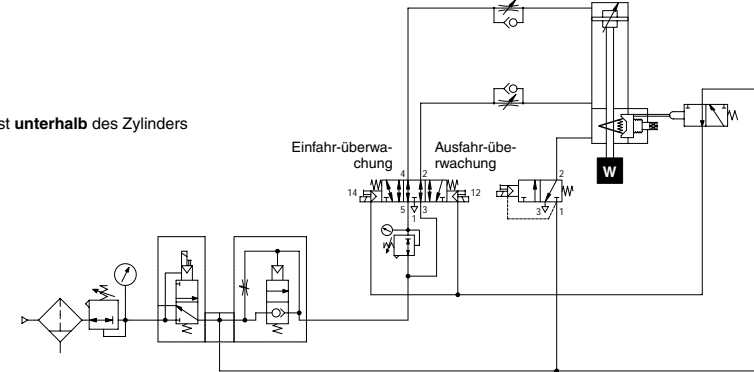 st unterhalb des Zylinders
Einfahr-überwa-
chung
Ausfahr-übe-
rwachung
4 2
14 12
5 3
1
2
3 1
W